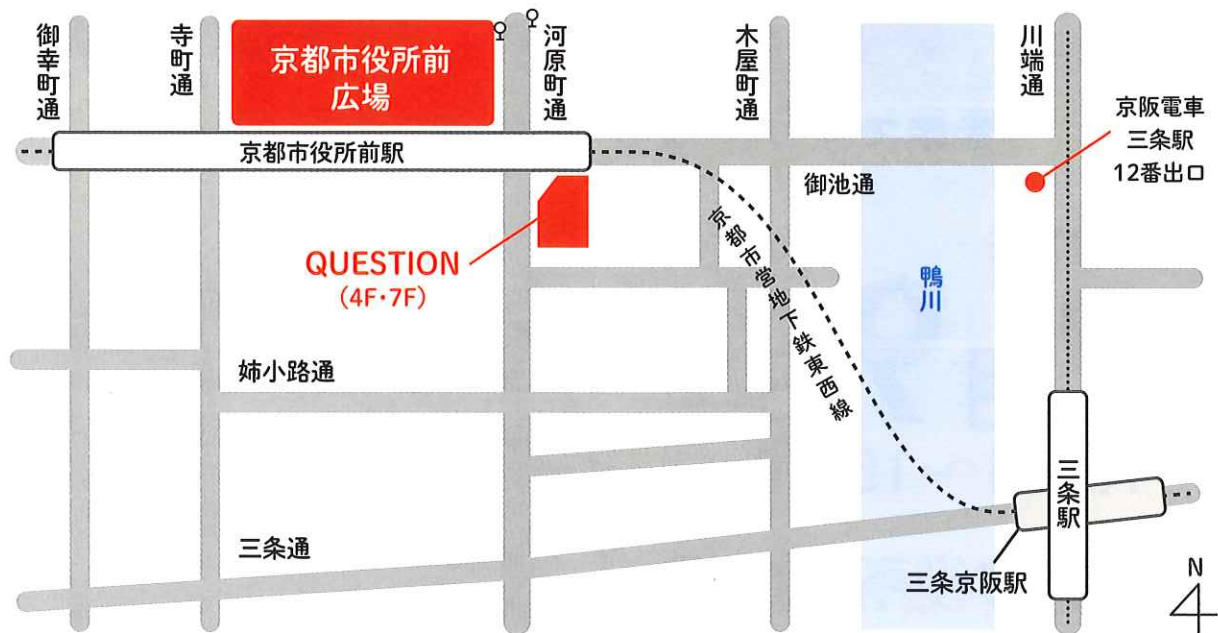 御幸町通
寺町通
京都市役所前
広場
河原町通
木屋町通
川端通
京阪電車
三条駅
12番出口
京都市役所前駅
御池通
QUESTION
(4F・7F)
京都市営地下鉄東西線
鴨川
姉小路通
三条通
三条駅
三条京阪駅
N